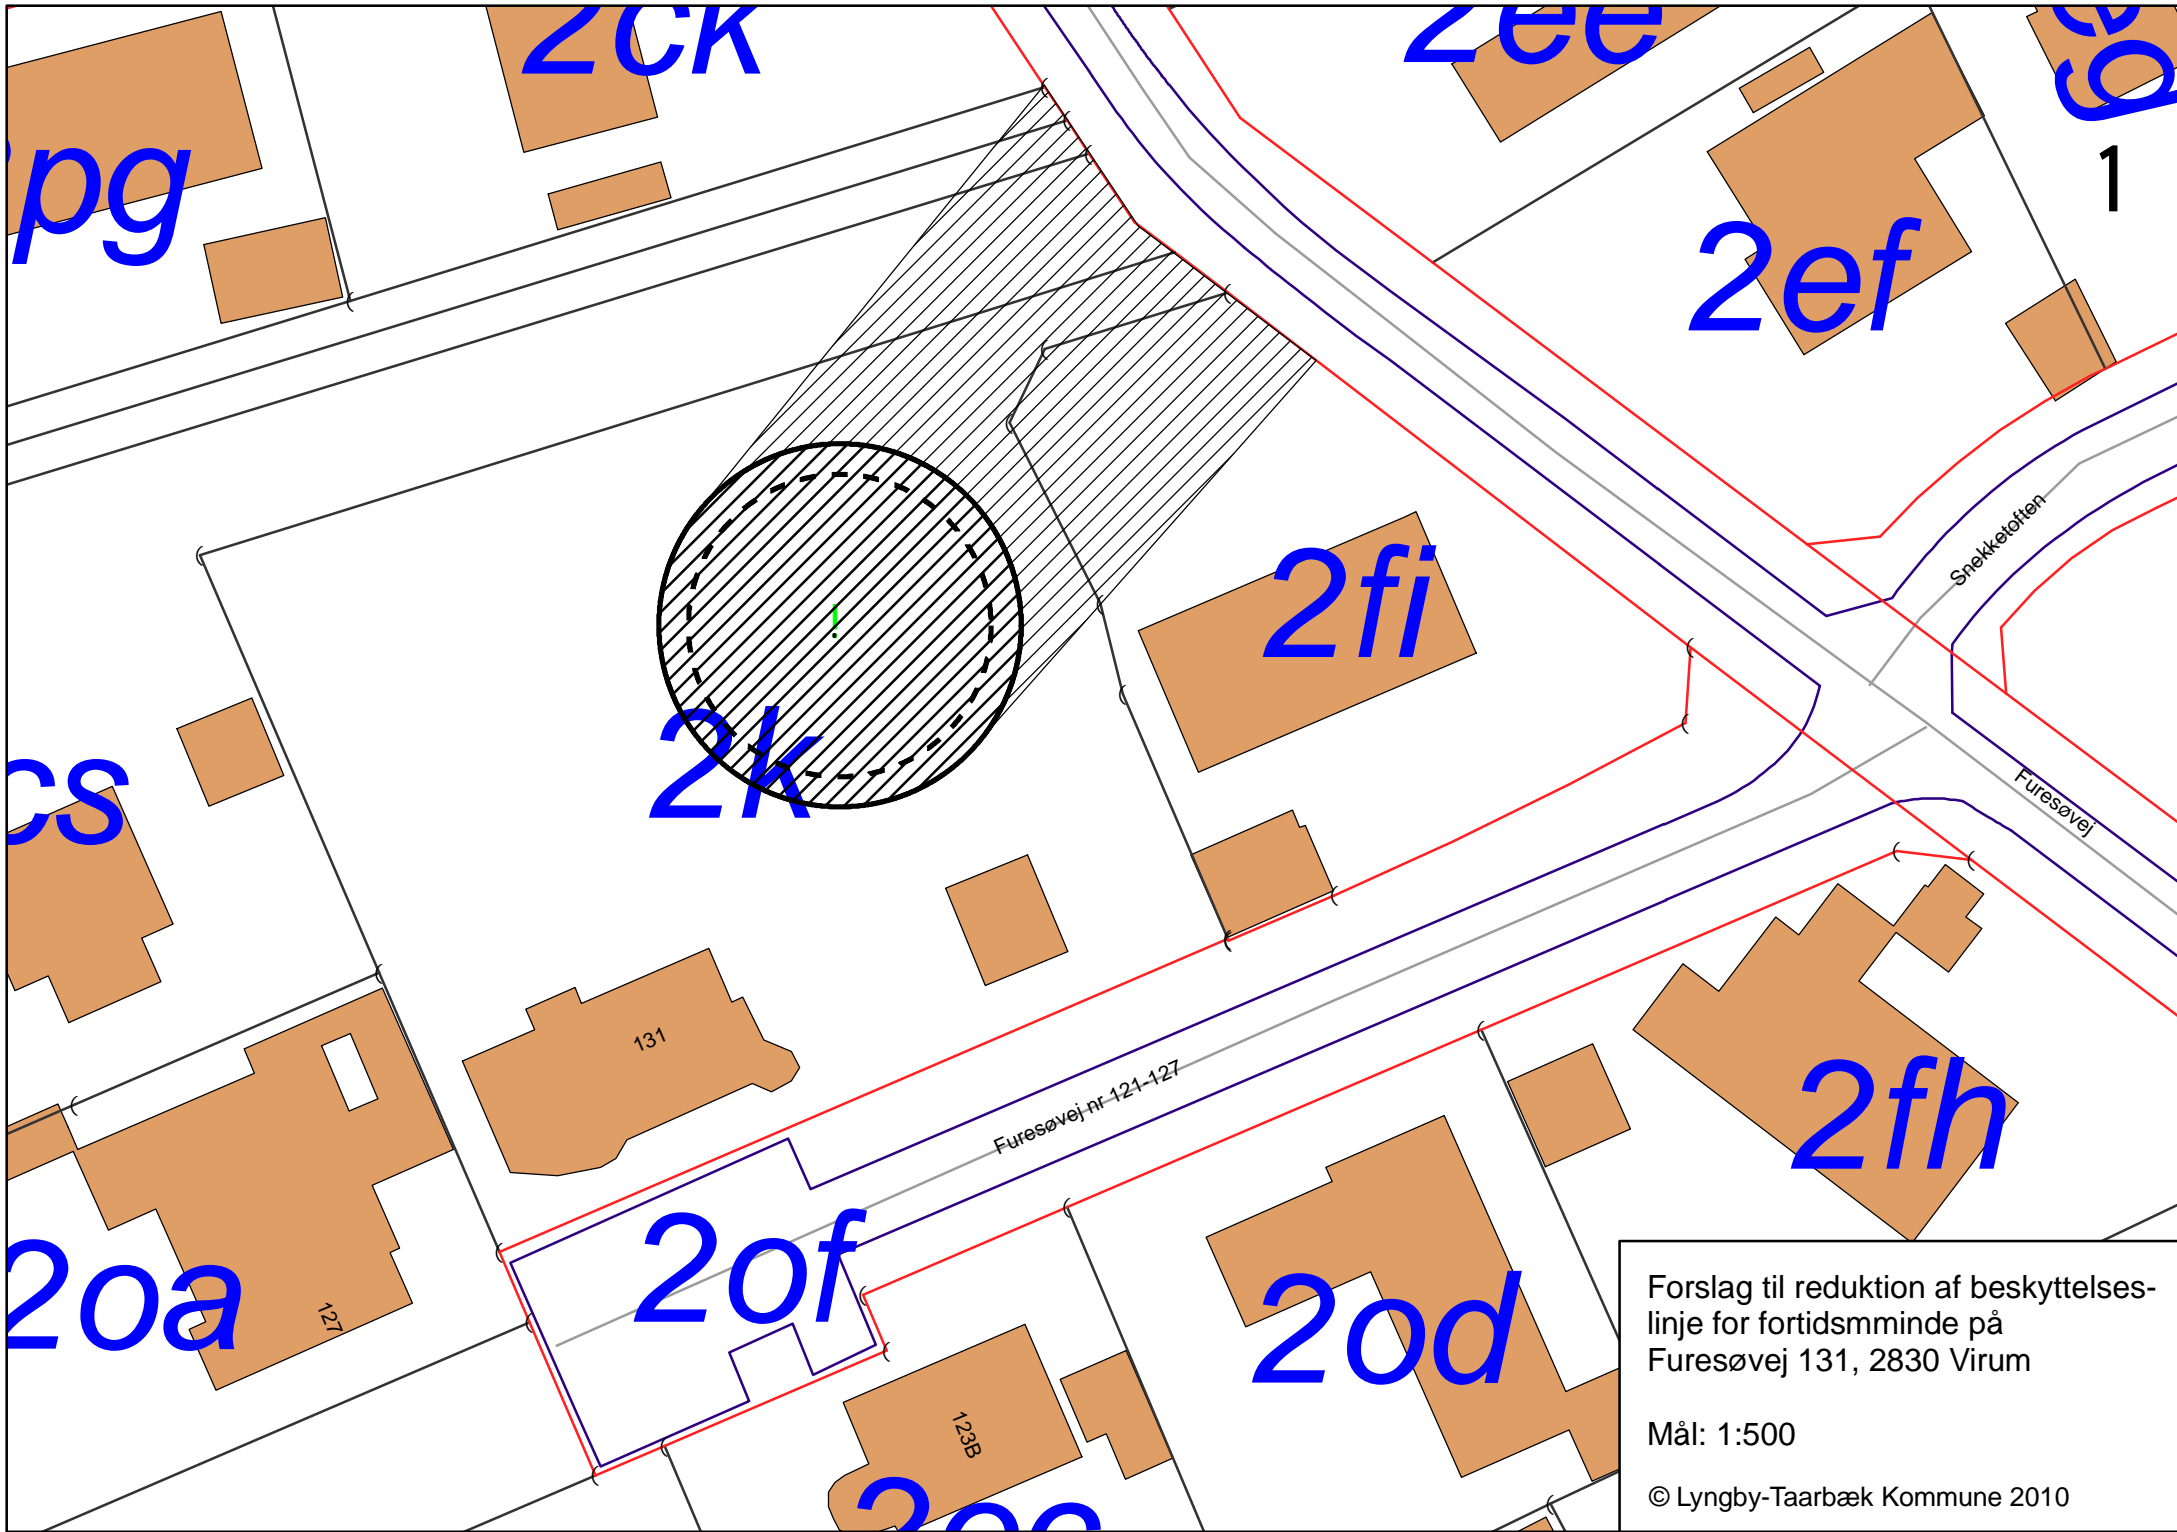 2ck
2ee
pg
1
2ef
2fi
Snekketoften
2k
Furesøvej
cs
131
Furesøvej nr 121-127
2fh
2of
2oa
127
2od
123B
Forslag til reduktion af beskyttelses-
linje for fortidsmminde på
Furesøvej 131, 2830 Virum
Mål: 1:500
© Lyngby-Taarbæk Kommune 2010